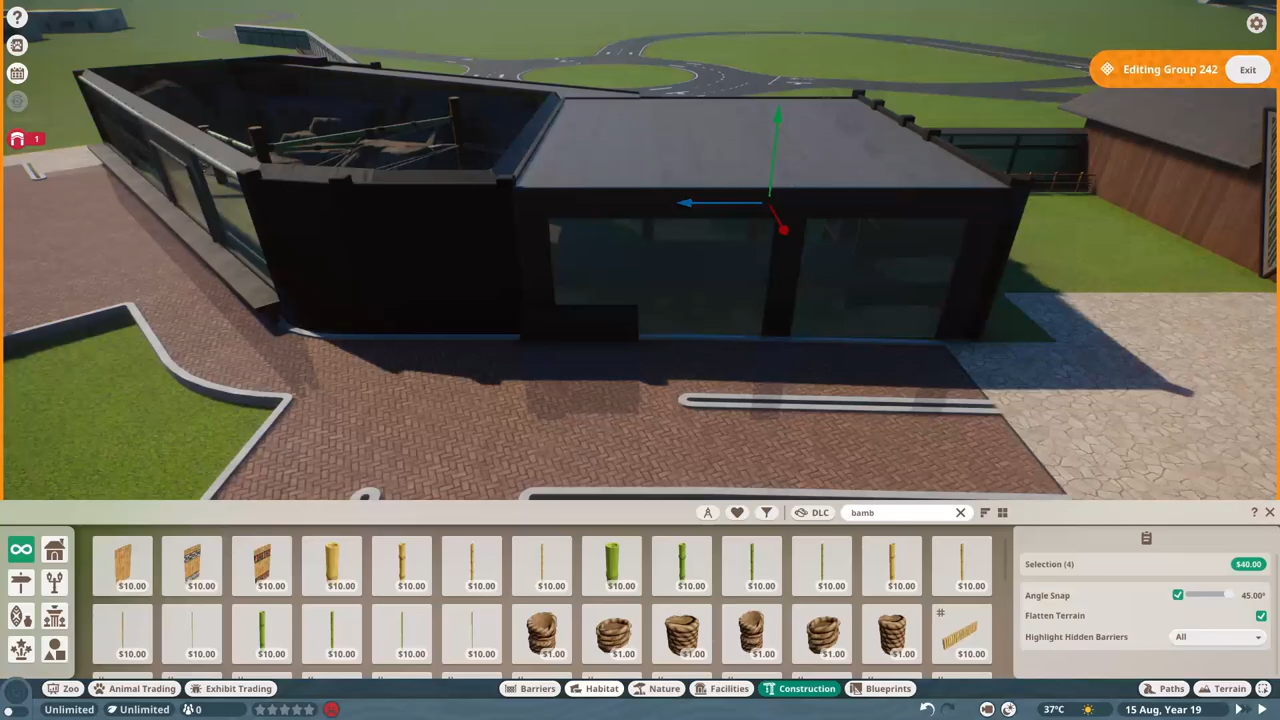 ?
Editing Group 242
Exit
1
DLC
bamb
?
$10.00 $10.00 $10.00 $10.00 $10.00 $10.00 $10.00 $10.00 $10.00 $10.00 $10.00 $10.00 $10.00
$10.00 $10.00 $10.00 $10.00 $10.00 $10.00 $1.00 $1.00 $1.00 $1.00 $1.00 $1.00 $10.00
Selection (4) $40.00
Angle Snap 45.00°
Flatten Terrain
Highlight Hidden Barriers All
Zoo Animal Trading Exhibit Trading Barriers Habitat Nature Facilities Construction Blueprints Paths Terrain
Unlimited Unlimited 0 37°C 15 Aug, Year 19